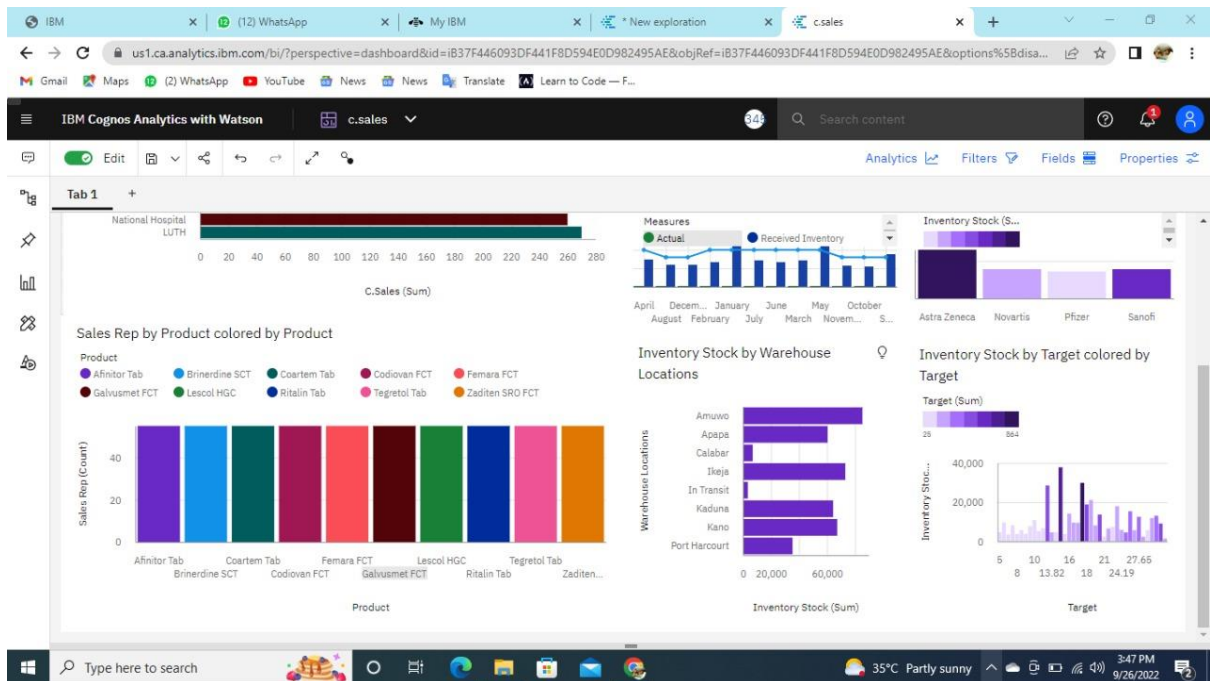 IBM
(12) WhatsApp
My IBM
* New exploration
c.sales
us1.ca.analytics.ibm.com/bi/?perspective=dashboard&id=iB37F446093DF441F8D594E0D982495AE&objRef=iB37F446093DF441F8D594E0D982495AE&options%5Bdisa...
Gmail Maps (2) WhatsApp YouTube News News Translate Learn to Code — F...
IBM Cognos Analytics with Watson c.sales Search content 1
Edit Analytics Filters Fields Properties
Tab 1 +
National Hospital
LUTH
0 20 40 60 80 100 120 140 160 180 200 220 240 260 280
C.Sales (Sum)
Measures
Actual Received Inventory
April Decem... January June May October
August February July March Novem... S...
Inventory Stock (S...
Astra Zeneca Novartis Pfizer Sanofi
Sales Rep by Product colored by Product
Product
Afinitor Tab Brinerdine SCT Coartem Tab Codiovan FCT Femara FCT
Galvusmet FCT Lescol HGC Ritalin Tab Tegretol Tab Zaditen SRO FCT
Sales Rep (Count)
40
20
0
Afinitor Tab Coartem Tab Femara FCT Lescol HGC Tegretol Tab
Brinerdine SCT Codiovan FCT Galvusmet FCT Ritalin Tab Zaditen...
Product
Inventory Stock by Warehouse
Locations
Warehouse Locations
Amuwo
Apapa
Calabar
Ikeja
In Transit
Kaduna
Kano
Port Harcourt
0 20,000 60,000
Inventory Stock (Sum)
Inventory Stock by Target colored by
Target
Target (Sum)
25 864
Inventory Stoc...
40,000
20,000
0
5 10 16 21 27.65
8 13.82 18 24.19
Target
Type here to search
35°C Partly sunny
3:47 PM
9/26/2022
2